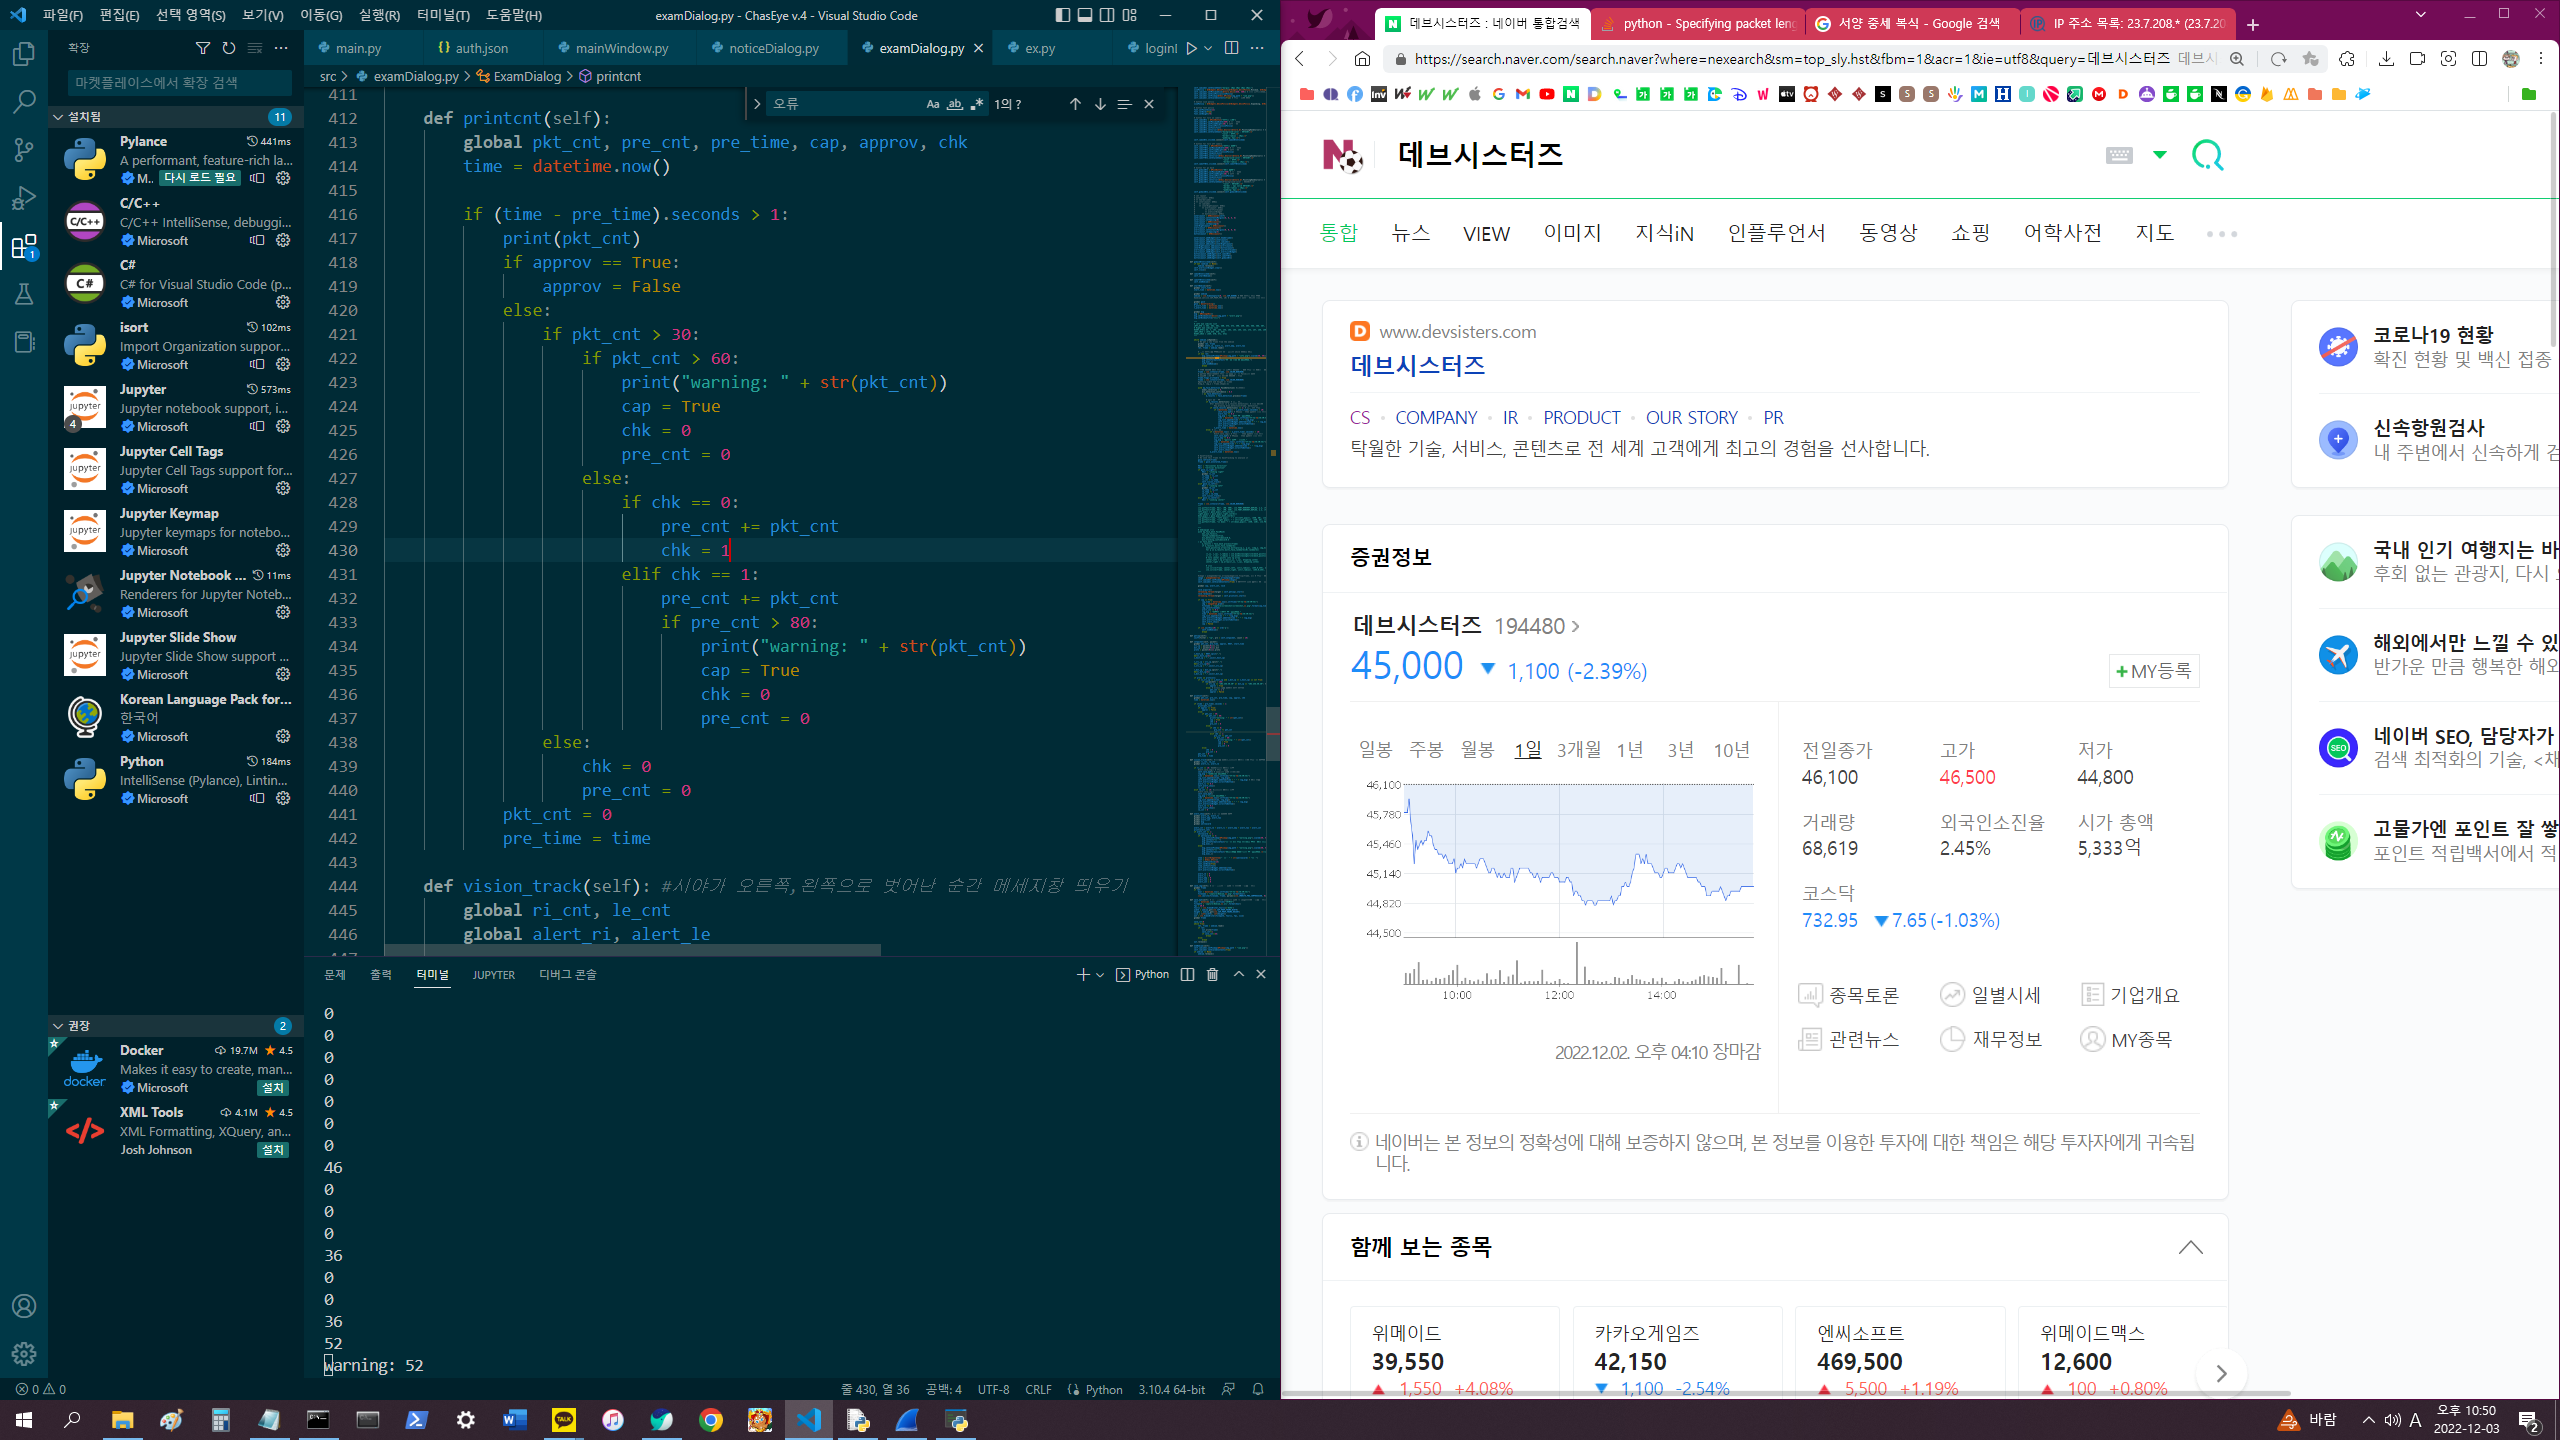 파일(F) 편집(E) 선택 영역(S) 보기(V) 이동(G) 실행(R) 터미널(T) 도움말(H)
examDialog.py - ChasEye v.4 - Visual Studio Code
확장
마켓플레이스에서 확장 검색
설치됨 11
Pylance 441ms
A performant, feature-rich la...
M.. 다시 로드 필요
C/C++
C/C++ IntelliSense, debuggi...
Microsoft
C#
C# for Visual Studio Code (p...
Microsoft
isort 102ms
Import Organization suppor...
Microsoft
Jupyter 573ms
Jupyter notebook support, i...
Microsoft
Jupyter Cell Tags
Jupyter Cell Tags support for...
Microsoft
Jupyter Keymap
Jupyter keymaps for notebo...
Microsoft
Jupyter Notebook ... 11ms
Renderers for Jupyter Noteb...
Microsoft
Jupyter Slide Show
Jupyter Slide Show support ...
Microsoft
Korean Language Pack for...
한국어
Microsoft
Python 184ms
IntelliSense (Pylance), Lintin...
Microsoft
권장 2
Docker 19.7M 4.5
Makes it easy to create, man...
Microsoft 설치
XML Tools 4.1M 4.5
XML Formatting, XQuery, an...
Josh Johnson 설치
main.py auth.json mainWindow.py noticeDialog.py examDialog.py ex.py loginl
src > examDialog.py > ExamDialog > printcnt
오류 1의 ?
411
412 def printcnt(self):
413 global pkt_cnt, pre_cnt, pre_time, cap, approv, chk
414 time = datetime.now()
415
416 if (time - pre_time).seconds > 1:
417 print(pkt_cnt)
418 if approv == True:
419 approv = False
420 else:
421 if pkt_cnt > 30:
422 if pkt_cnt > 60:
423 print("warning: " + str(pkt_cnt))
424 cap = True
425 chk = 0
426 pre_cnt = 0
427 else:
428 if chk == 0:
429 pre_cnt += pkt_cnt
430 chk = 1
431 elif chk == 1:
432 pre_cnt += pkt_cnt
433 if pre_cnt > 80:
434 print("warning: " + str(pkt_cnt))
435 cap = True
436 chk = 0
437 pre_cnt = 0
438 else:
439 chk = 0
440 pre_cnt = 0
441 pkt_cnt = 0
442 pre_time = time
443
444 def vision_track(self): #시야가 오른쪽,왼쪽으로 벗어난 순간 메세지창 띄우기
445 global ri_cnt, le_cnt
446 global alert_ri, alert_le
문제 출력 터미널 JUPYTER 디버그 콘솔
Python
0
0
0
0
0
0
0
46
0
0
0
36
0
0
36
52
warning: 52
0 0
줄 430, 열 36 공백: 4 UTF-8 CRLF Python 3.10.4 64-bit
데브시스터즈 : 네이버 통합검색
python - Specifying packet leng
서양 중세 복식 - Google 검색
IP 주소 목록: 23.7.208.* (23.7.20
https://search.naver.com/search.naver?where=nexearch&sm=top_sly.hst&fbm=1&acr=1&ie=utf8&query=데브시스터즈
데브시스터즈
통합 뉴스 VIEW 이미지 지식iN 인플루언서 동영상 쇼핑 어학사전 지도
www.devsisters.com
데브시스터즈
CS COMPANY IR PRODUCT OUR STORY PR
탁월한 기술, 서비스, 콘텐츠로 전 세계 고객에게 최고의 경험을 선사합니다.
증권정보
데브시스터즈 194480
45,000 ▼ 1,100 (-2.39%)
+MY등록
일봉 주봉 월봉 1일 3개월 1년 3년 10년
46,100
45,780
45,460
45,140
44,820
44,500
10:00 12:00 14:00
2022.12.02. 오후 04:10 장마감
전일종가 고가 저가
46,100 46,500 44,800
거래량 외국인소진율 시가 총액
68,619 2.45% 5,333억
코스닥
732.95 ▼7.65 (-1.03%)
종목토론 일별시세 기업개요
관련뉴스 재무정보 MY종목
네이버는 본 정보의 정확성에 대해 보증하지 않으며, 본 정보를 이용한 투자에 대한 책임은 해당 투자자에게 귀속됩
니다.
함께 보는 종목
위메이드 카카오게임즈 엔씨소프트 위메이드맥스
39,550 42,150 469,500 12,600
▲ 1,550 +4.08% ▼ 1,100 -2.54% ▲ 5,500 +1.19% ▲ 100 +0.80%
코로나19 현황
확진 현황 및 백신 접종
신속항원검사
내 주변에서 신속하게 검
국내 인기 여행지는 바
후회 없는 관광지, 다시
해외에서만 느낄 수 있
반가운 만큼 행복한 해외
네이버 SEO, 담당자가
검색 최적화의 기술, <채
고물가엔 포인트 잘 쌓
포인트 적립백서에서 적
바람
A
오후 10:50
2022-12-03
2